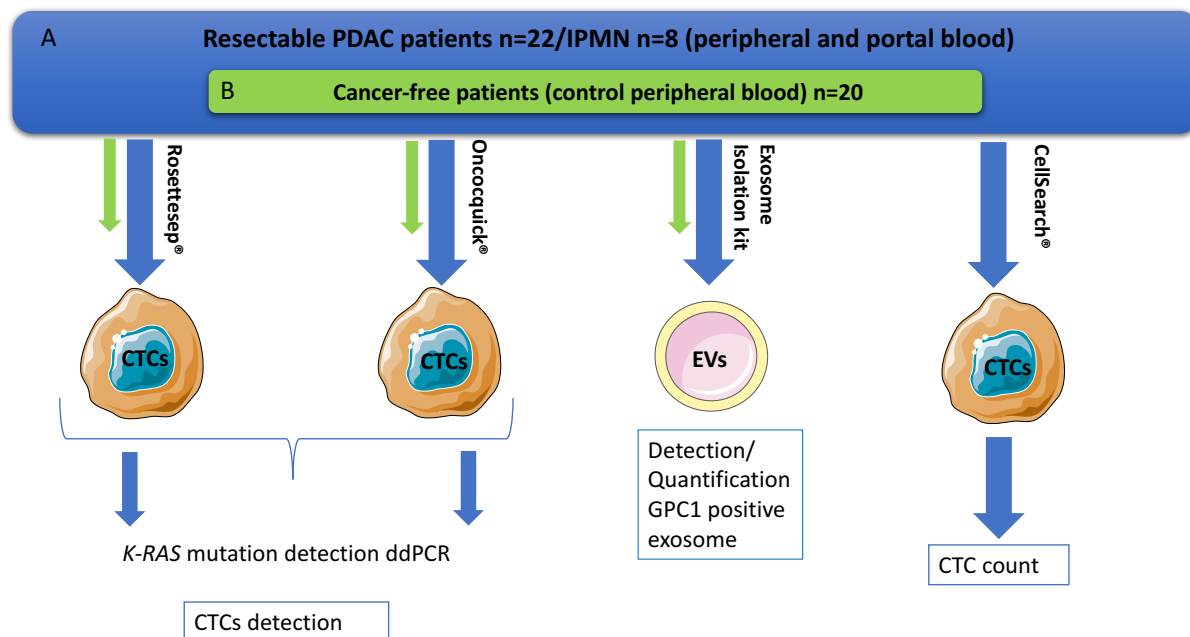 A
Resectable PDAC patients n=22/IPMN n=8 (peripheral and portal blood)
B
Cancer-free patients (control peripheral blood) n=20
Rosettesep®
Oncocquick®
Exosome
Isolation kit
CellSearch®
CTCs
CTCs
EVs
CTCs
Detection/
Quantification
GPC1 positive
exosome
K-RAS mutation detection ddPCR
CTC count
CTCs detection